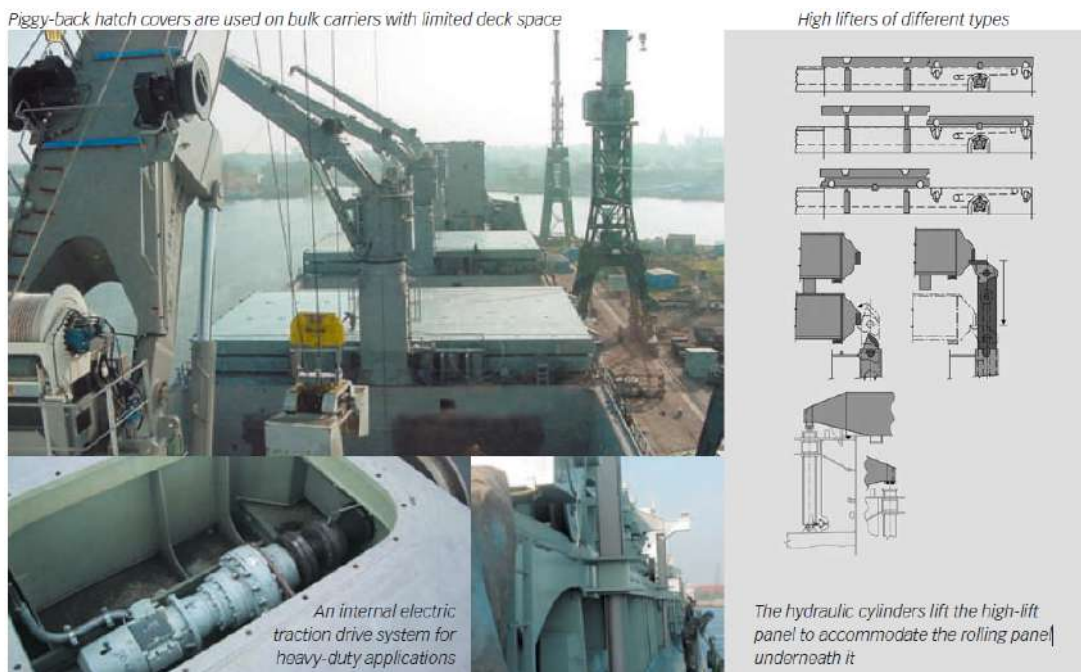 Piggy-back hatch covers are used on bulk carriers with limited deck space
High lifters of different types
An internal electric
traction drive system for
heavy-duty applications
The hydraulic cylinders lift the high-lift
panel to accommodate the rolling panel
underneath it